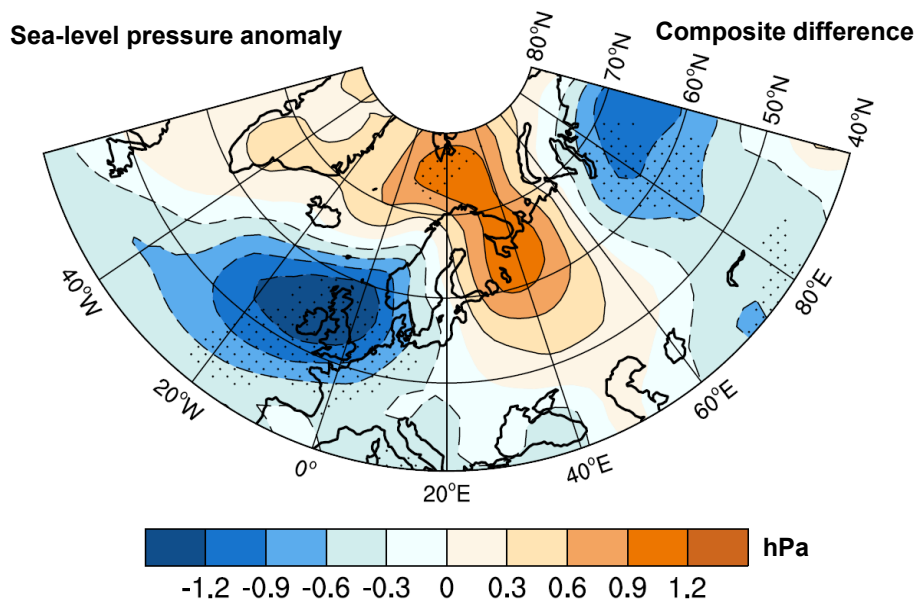 Sea-level pressure anomaly
Composite difference
80°N
70°N
60°N
50°N
40°N
40°W
20°W
0°
20°E
40°E
60°E
80°E
-1.2 -0.9 -0.6 -0.3 0 0.3 0.6 0.9 1.2
hPa